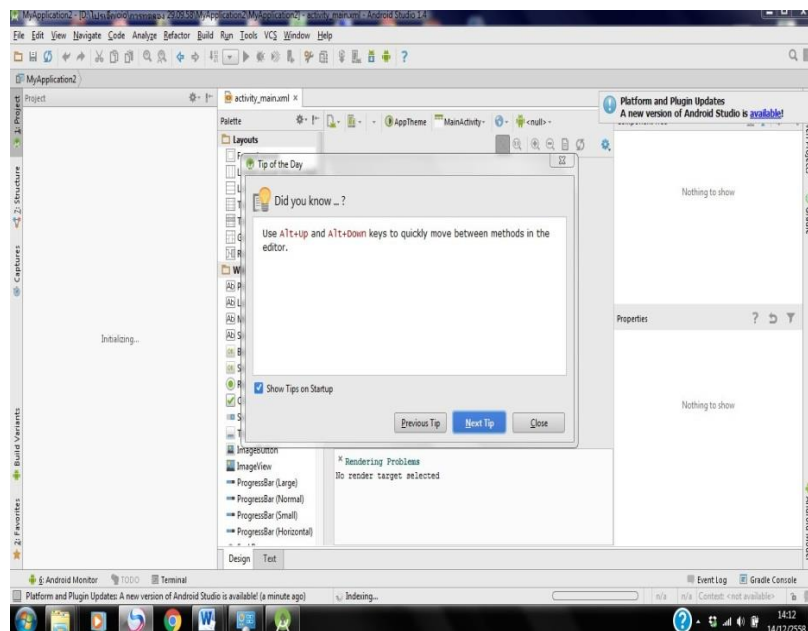 File Edit View Navigate Code Analyze Refactor Build Run Tools VCS Window Help
AppTheme MainActivity <null>
MyApplication2
Project
activity_main.xml
Palette
Layouts
Platform and Plugin Updates
A new version of Android Studio is available!
Nothing to show
Tip of the Day
Did you know ... ?
Use Alt+Up and Alt+Down keys to quickly move between methods in the
editor.
Show Tips on Startup
Previous Tip Next Tip Close
Initializing...
Properties
Nothing to show
ImageButton
ImageView
ProgressBar (Large)
ProgressBar (Normal)
ProgressBar (Small)
ProgressBar (Horizontal)
Rendering Problems
No render target selected
Design Text
1: Project
Z: Structure
Captures
Build Variants
2: Favorites
6: Android Monitor TODO Terminal
Event Log Gradle Console
Platform and Plugin Updates: A new version of Android Studio is available! (a minute ago)
Indexing...
n/a n/a Context: <not available>
14:12
14/12/2558